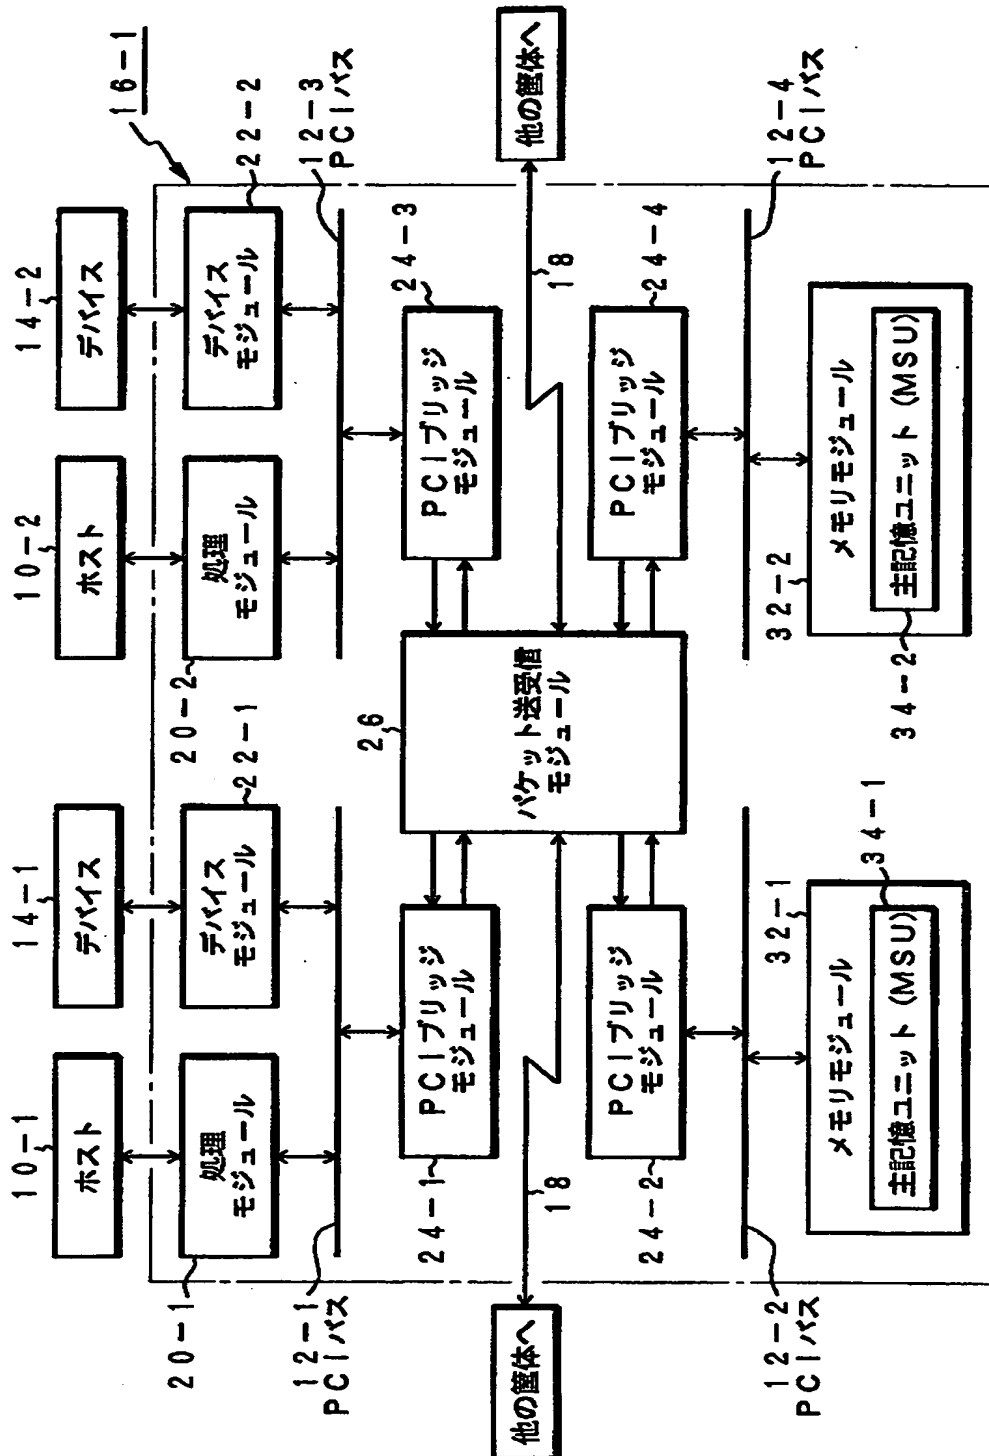 16-1
10-1
14-1
10-2
14-2
ホスト
デバイス
ホスト
デバイス
20-1
処理
モジュール
デバイス
モジュール
22-1
20-2
処理
モジュール
デバイス
モジュール
22-2
12-1
PCIバス
12-3
PCIバス
24-1
PCIブリッジ
モジュール
26
パケット送受信
モジュール
PCIブリッジ
モジュール
24-3
他の筐体へ
18
18
他の筐体へ
24-2
PCIブリッジ
モジュール
PCIブリッジ
モジュール
24-4
12-2
PCIバス
12-4
PCIバス
32-1
メモリモジュール
主記憶ユニット(MSU)
34-1
32-2
メモリモジュール
主記憶ユニット(MSU)
34-2